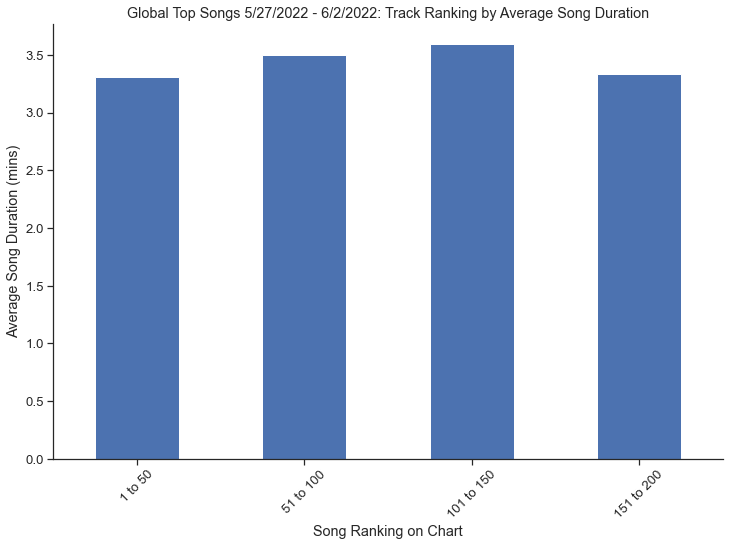 Global Top Songs 5/27/2022 - 6/2/2022: Track Ranking by Average Song Duration
Average Song Duration (mins)
3.5
3.0
2.5
2.0
1.5
1.0
0.5
0.0
1 to 50
51 to 100
101 to 150
151 to 200
Song Ranking on Chart